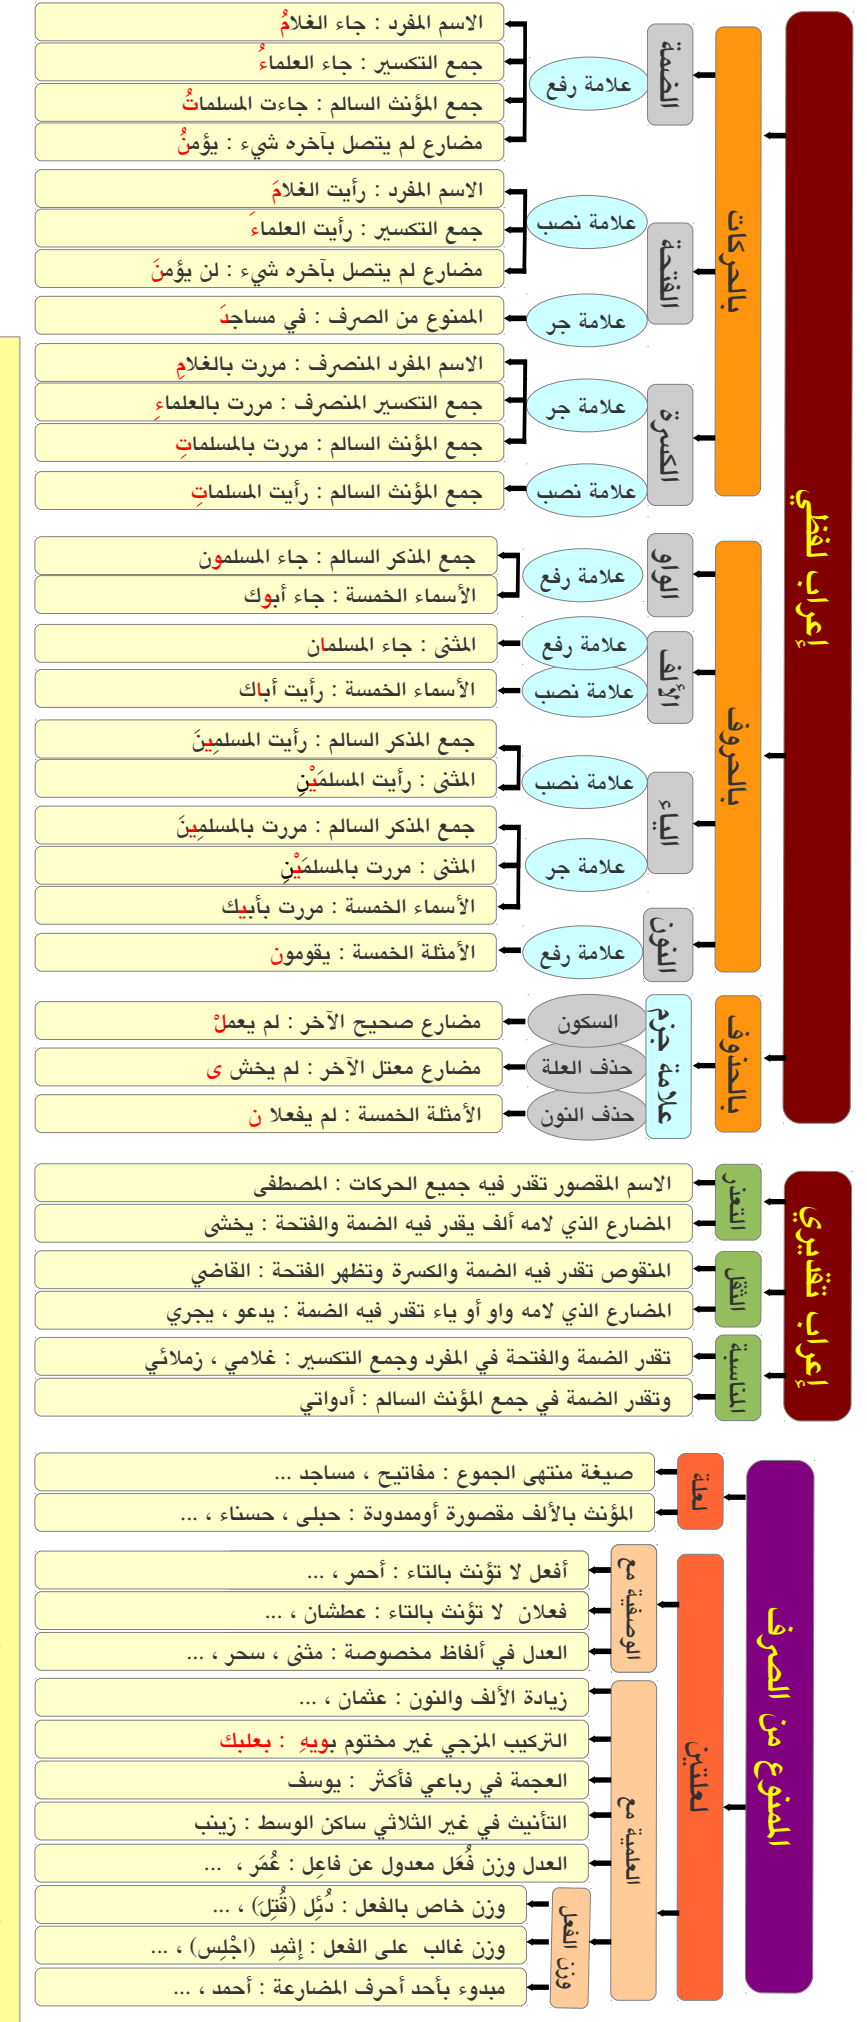 إعراب لفظي
بالحركات
الضمة
علامة رفع
الاسم المفرد : جاء الغلامُ
جمع التكسير : جاء العلماءُ
جمع المؤنث السالم : جاءت المسلماتُ
مضارع لم يتصل بآخره شيء : يؤمنُ
الفتحة
علامة نصب
الاسم المفرد : رأيت الغلامَ
جمع التكسير : رأيت العلماءَ
مضارع لم يتصل بآخره شيء : لن يؤمنَ
علامة جر
الممنوع من الصرف : في مساجدَ
الكسرة
علامة جر
الاسم المفرد المنصرف : مررت بالغلامِ
جمع التكسير المنصرف : مررت بالعلماءِ
جمع المؤنث السالم : مررت بالمسلماتِ
علامة نصب
جمع المؤنث السالم : رأيت المسلماتِ
بالحروف
الواو
علامة رفع
جمع المذكر السالم : جاء المسلمون
الأسماء الخمسة : جاء أبوك
الألف
علامة رفع
المثنى : جاء المسلمان
علامة نصب
الأسماء الخمسة : رأيت أباك
الياء
علامة نصب
جمع المذكر السالم : رأيت المسلمِينَ
المثنى : رأيت المسلمَيْنِ
علامة جر
جمع المذكر السالم : مررت بالمسلمِينَ
المثنى : مررت بالمسلمَيْنِ
الأسماء الخمسة : مررت بأبيك
النون
علامة رفع
الأمثلة الخمسة : يقومون
بالحذوف
علامة جزم
السكون
مضارع صحيح الآخر : لم يعملْ
حذف العلة
مضارع معتل الآخر : لم يخش ى
حذف النون
الأمثلة الخمسة : لم يفعلا ن
إعراب تقديري
التعذر
الاسم المقصور تقدر فيه جميع الحركات : المصطفى
المضارع الذي لامه ألف يقدر فيه الضمة والفتحة : يخشى
الثقل
المنقوص تقدر فيه الضمة والكسرة وتظهر الفتحة : القاضي
المضارع الذي لامه واو أو ياء تقدر فيه الضمة : يدعو ، يجري
المناسبة
تقدر الضمة والفتحة في المفرد وجمع التكسير : غلامي ، زملائي
وتقدر الضمة في جمع المؤنث السالم : أدواتي
الممنوع من الصرف
لعلة
صيغة منتهى الجموع : مفاتيح ، مساجد ...
المؤنث بالألف مقصورة أوممدودة : حبلى ، حسناء ، ...
لعلتين
الوصفية مع
أفعل لا تؤنث بالتاء : أحمر ، ...
فعلان لا تؤنث بالتاء : عطشان ، ...
العدل في ألفاظ مخصوصة : مثنى ، سحر ، ...
العلمية مع
زيادة الألف والنون : عثمان ، ...
التركيب المزجي غير مختوم بويهِ : بعلبك
العجمة في رباعي فأكثر : يوسف
التأنيث في غير الثلاثي ساكن الوسط : زينب
العدل وزن فُعَل معدول عن فاعِل : عُمَر ، ...
وزن الفعل
وزن خاص بالفعل : دُئِل (قُتِلَ) ، ...
وزن غالب على الفعل : إثمِد (اجْلِس) ، ...
مبدوء بأحد أحرف المضارعة : أحمد ، ...